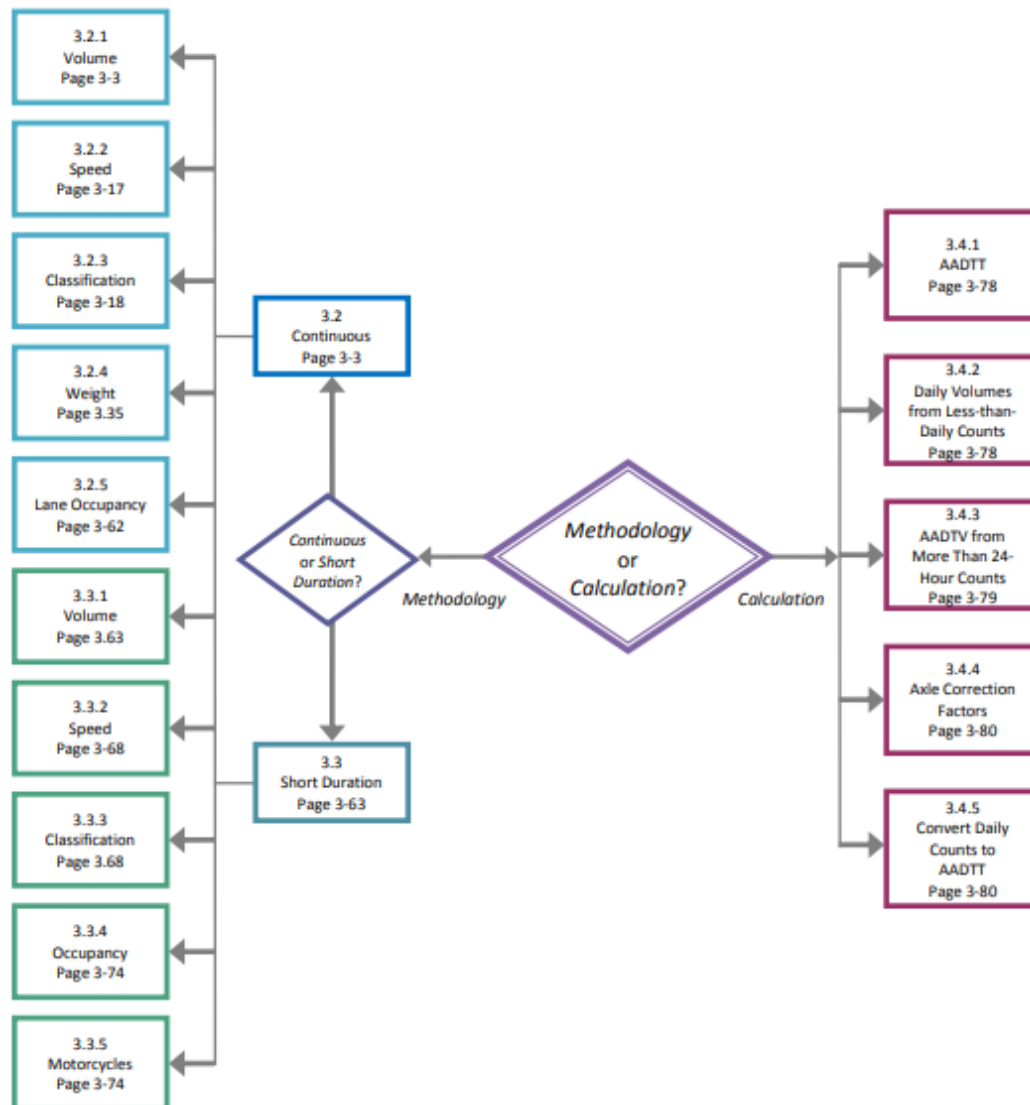 3.2.1
Volume
Page 3-3
3.2.2
Speed
Page 3-17
3.2.3
Classification
Page 3-18
3.2.4
Weight
Page 3.35
3.2.5
Lane Occupancy
Page 3-62
3.3.1
Volume
Page 3.63
3.3.2
Speed
Page 3-68
3.3.3
Classification
Page 3.68
3.3.4
Occupancy
Page 3-74
3.3.5
Motorcycles
Page 3-74
3.2
Continuous
Page 3-3
Continuous
or Short
Duration?
3.3
Short Duration
Page 3-63
Methodology
Methodology
or
Calculation?
Calculation
3.4.1
AADTT
Page 3-78
3.4.2
Daily Volumes
from Less-than-
Daily Counts
Page 3-78
3.4.3
AADTV from
More Than 24-
Hour Counts
Page 3-79
3.4.4
Axle Correction
Factors
Page 3-80
3.4.5
Convert Daily
Counts to
AADTT
Page 3-80